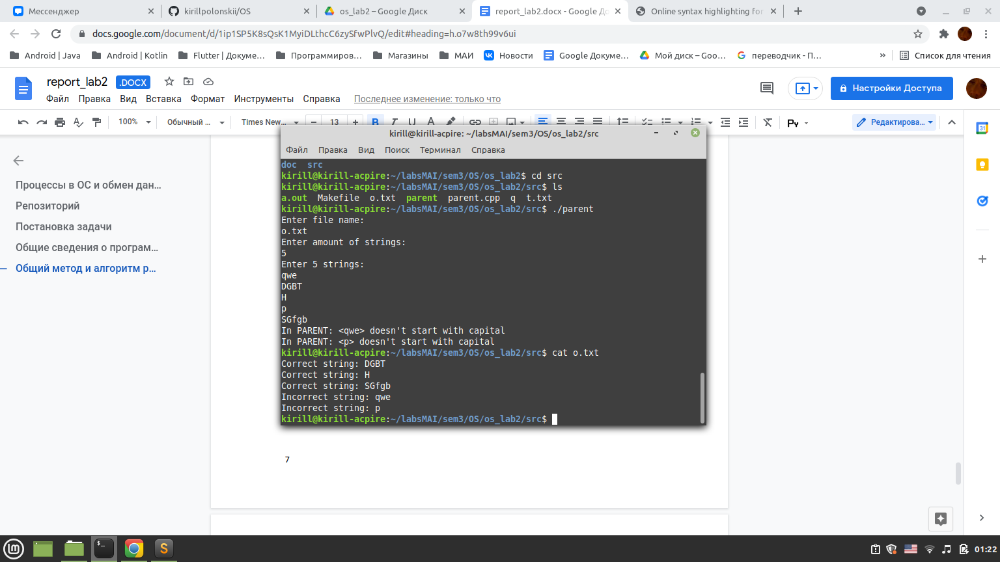 Мессенджер
kirillpolonskii/OS
os_lab2 – Google Диск
report_lab2.docx - Google До
Online syntax highlighting for
docs.google.com/document/d/1ip1SP5K8sQsK1MyiDLthcC6zySfwPlvQ/edit#heading=h.o7w8th99v6ui
Android | Java
Android | Kotlin
Flutter | Докуме…
Программиров…
Магазины
МАИ
Новости
Google Докуме…
Мой диск – Goo…
переводчик - П…
»
Список для чтения
report_lab2 .DOCX
Настройки Доступа
Файл Правка Вид Вставка Формат Инструменты Справка Последнее изменение: только что
100% Обычный … Times New… − 13 + B I U A Редактирова…
kirill@kirill-acpire: ~/labsMAI/sem3/OS/os_lab2/src
Файл Правка Вид Поиск Терминал Справка
doc src
kirill@kirill-acpire:~/labsMAI/sem3/OS/os_lab2$ cd src
kirill@kirill-acpire:~/labsMAI/sem3/OS/os_lab2/src$ ls
a.out Makefile o.txt parent parent.cpp q t.txt
kirill@kirill-acpire:~/labsMAI/sem3/OS/os_lab2/src$ ./parent
Enter file name:
o.txt
Enter amount of strings:
5
Enter 5 strings:
qwe
DGBT
H
p
SGfgb
In PARENT: <qwe> doesn't start with capital
In PARENT: <p> doesn't start with capital
kirill@kirill-acpire:~/labsMAI/sem3/OS/os_lab2/src$ cat o.txt
Correct string: DGBT
Correct string: H
Correct string: SGfgb
Incorrect string: qwe
Incorrect string: p
kirill@kirill-acpire:~/labsMAI/sem3/OS/os_lab2/src$
Процессы в ОС и обмен дан…
Репозиторий
Постановка задачи
Общие сведения о програм…
Общий метод и алгоритм р…
7
31
$_
S
01:22